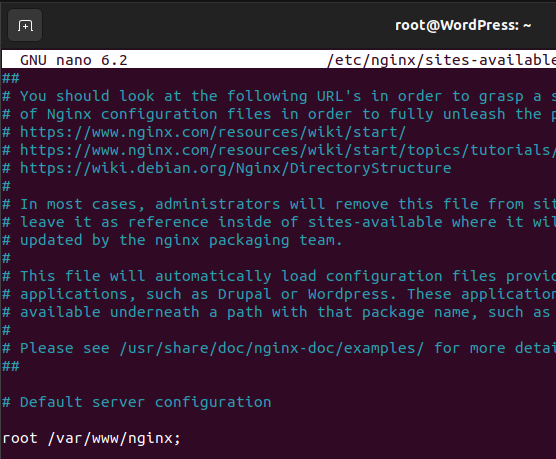 root@WordPress: ~
GNU nano 6.2 /etc/nginx/sites-available
##
# You should look at the following URL's in order to grasp a s
# of Nginx configuration files in order to fully unleash the p
# https://www.nginx.com/resources/wiki/start/
# https://www.nginx.com/resources/wiki/start/topics/tutorials/
# https://wiki.debian.org/Nginx/DirectoryStructure
#
# In most cases, administrators will remove this file from sit
# leave it as reference inside of sites-available where it wil
# updated by the nginx packaging team.
#
# This file will automatically load configuration files provid
# applications, such as Drupal or Wordpress. These application
# available underneath a path with that package name, such as
#
# Please see /usr/share/doc/nginx-doc/examples/ for more detai
##
# Default server configuration
root /var/www/nginx;